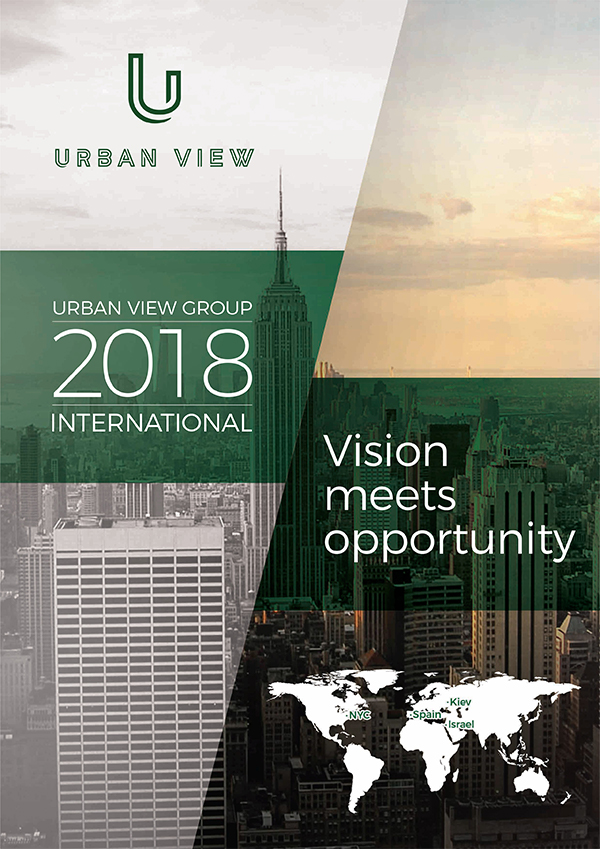 URBAN VIEW
URBAN VIEW GROUP
2018
INTERNATIONAL
Vision
meets
opportunity
Kiev
NYC
Spain
Israel